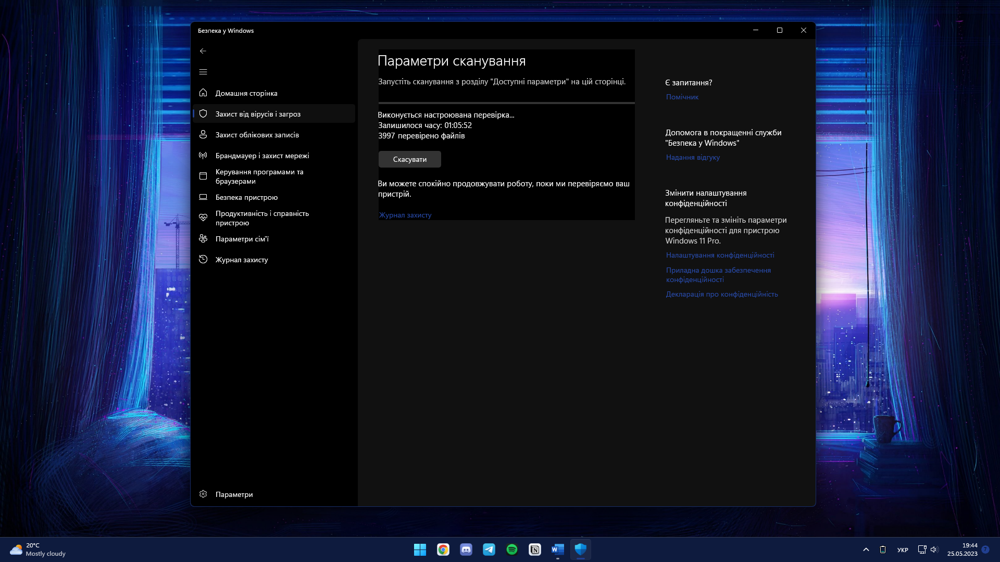 Безпека у Windows
Домашня сторінка
Захист від вірусів і загроз
Захист облікових записів
Брандмауер і захист мережі
Керування програмами та
браузерами
Безпека пристрою
Продуктивність і справність
пристрою
Параметри сім'ї
Журнал захисту
Параметри
Параметри сканування
Запустіть сканування з розділу "Доступні параметри" на цій сторінці.
Виконується настроювана перевірка...
Залишилося часу: 01:05:52
3997 перевірено файлів
Скасувати
Ви можете спокійно продовжувати роботу, поки ми перевіряємо ваш
пристрій.
Журнал захисту
Є запитання?
Помічник
Допомога в покращенні служби
"Безпека у Windows"
Надання відгуку
Змінити налаштування
конфіденційності
Перегляньте та змініть параметри
конфіденційності для пристрою
Windows 11 Pro.
Налаштування конфіденційності
Приладна дошка забезпечення
конфіденційності
Декларація про конфіденційність
20°C
Mostly cloudy
W
УКР
19:44
25.05.2023
7